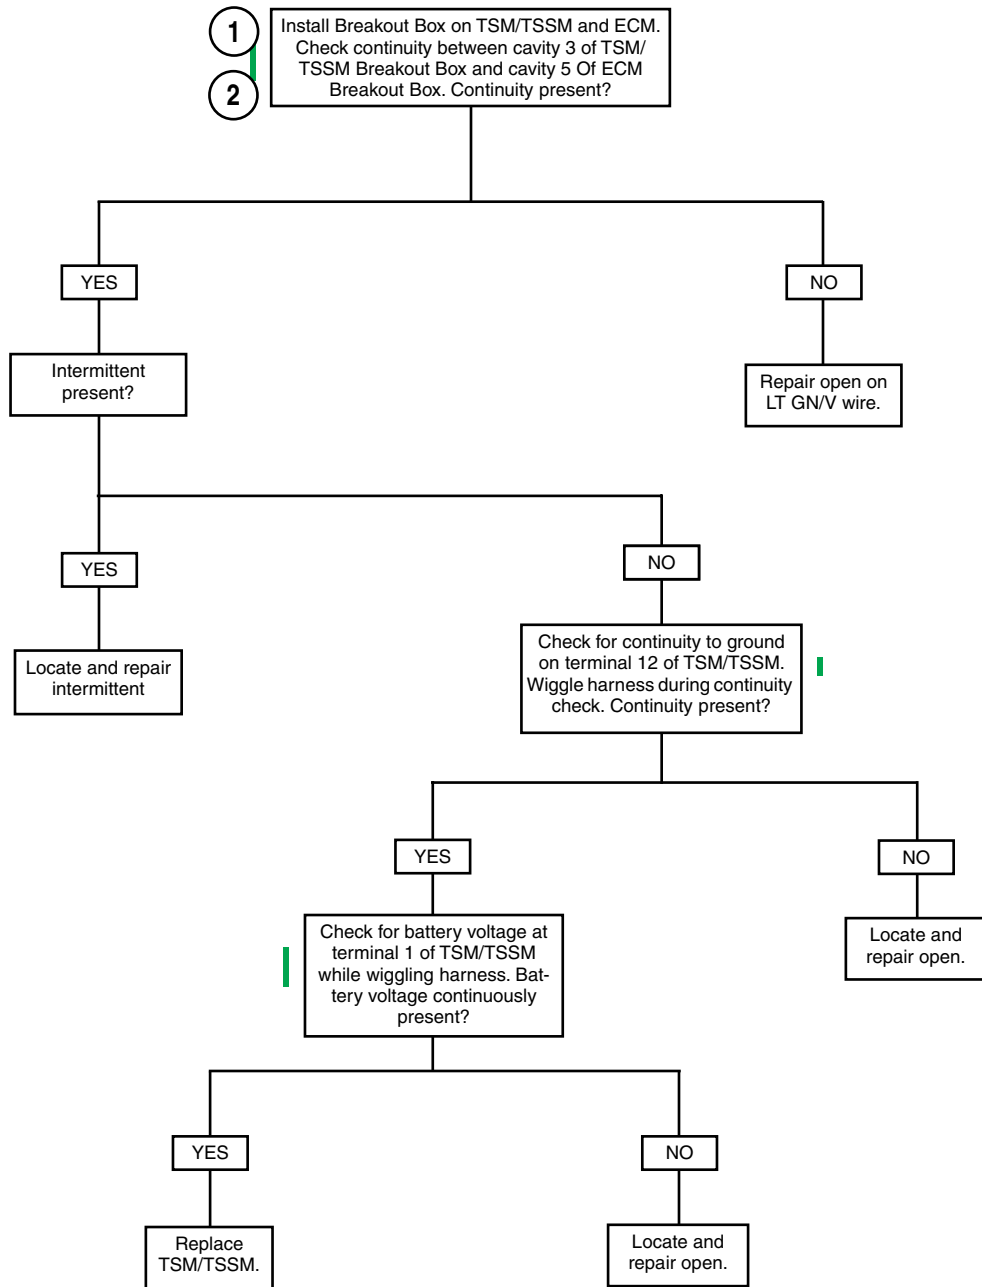 1
2
Install Breakout Box on TSM/TSSM and ECM.
Check continuity between cavity 3 of TSM/
TSSM Breakout Box and cavity 5 Of ECM
Breakout Box. Continuity present?
YES
NO
Intermittent
present?
Repair open on
LT GN/V wire.
YES
NO
Locate and repair
intermittent
Check for continuity to ground
on terminal 12 of TSM/TSSM.
Wiggle harness during continuity
check. Continuity present?
YES
NO
Check for battery voltage at
terminal 1 of TSM/TSSM
while wiggling harness. Bat-
tery voltage continuously
present?
Locate and
repair open.
YES
NO
Replace
TSM/TSSM.
Locate and
repair open.